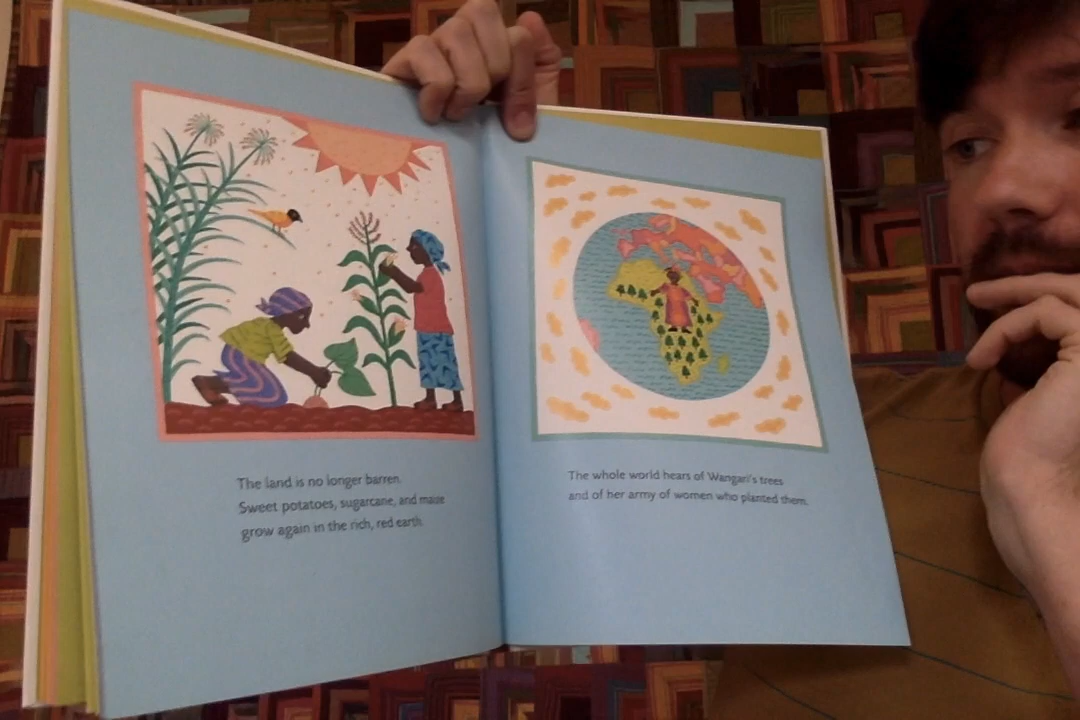 The land is no longer barren.
Sweet potatoes, sugarcane, and maize
grow again in the rich, red earth.
The whole world hears of Wangari's trees
and of her army of women who planted them.